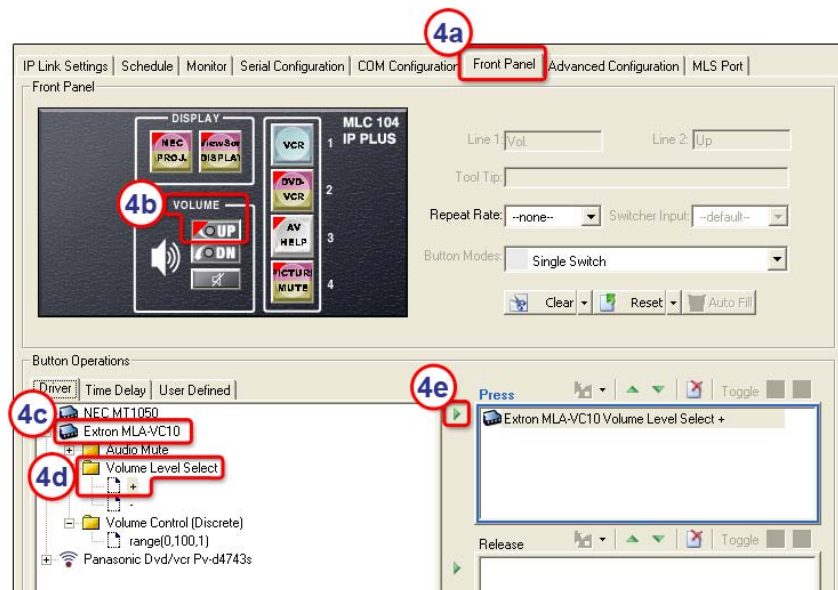 4a
IP Link Settings Schedule Monitor Serial Configuration COM Configuration Front Panel Advanced Configuration MLS Port
Front Panel
DISPLAY
MLC 104
IP PLUS
NEC
PROJ.
ViewSon
DISPLAY
VCR 1
DVD-
VCR
2
4b
VOLUME
UP
DN
AV
HELP
3
PICTURE
MUTE
4
Line 1: Vol. Line 2: Up
Tool Tip:
Repeat Rate: --none-- Switcher Input: --default--
Button Modes: Single Switch
Clear Reset Auto Fill
Button Operations
Driver Time Delay User Defined
4e
Press Toggle
4c
NEC MT1050
Extron MLA-VC10
Audio Mute
4d
Volume Level Select
+
-
Volume Control (Discrete)
range(0,100,1)
Panasonic Dvd/vcr Pv-d4743s
Extron MLA-VC10 Volume Level Select +
Release Toggle